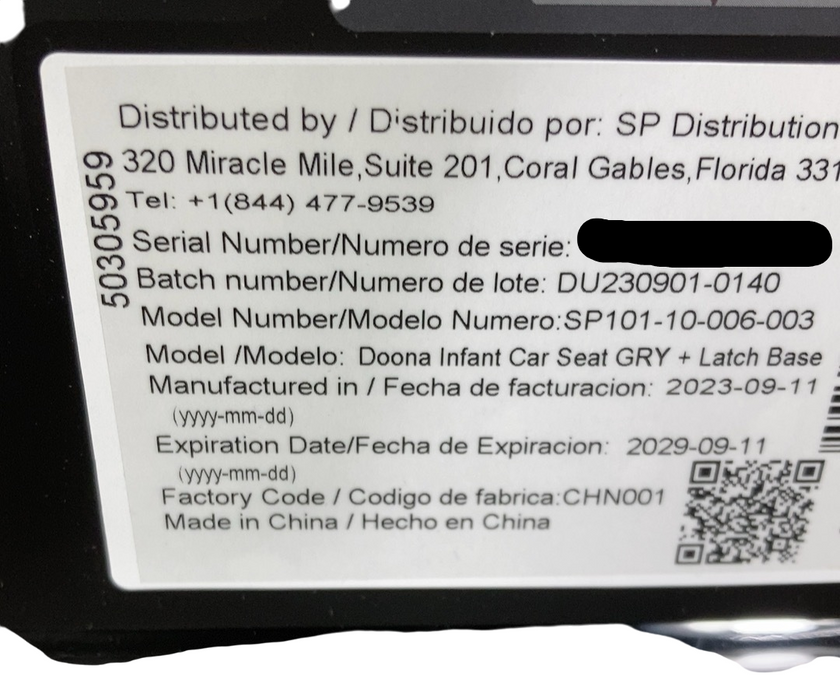 Distributed by / Distribuido por: SP Distribution
320 Miracle Mile,Suite 201,Coral Gables,Florida
Tel: +1(844) 477-9539
Serial Number/Numero de serie:
Batch number/Numero de lote: DU230901-0140
Model Number/Modelo Numero:SP101-10-006-003
Model /Modelo: Doona Infant Car Seat GRY + Latch Base
Manufactured in / Fecha de facturacion: 2023-09-11
(yyyy-mm-dd)
Expiration Date/Fecha de Expiracion: 2029-09-11
(yyyy-mm-dd)
Factory Code / Codigo de fabrica:CHN001
Made in China / Hecho en China
50305959